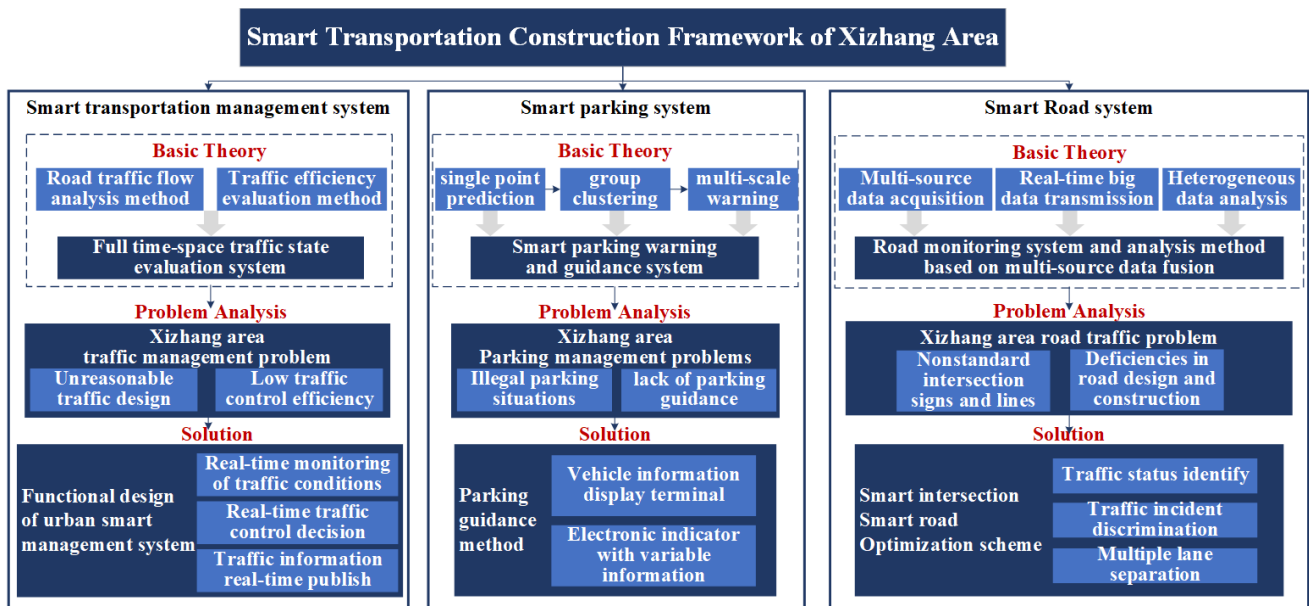 Smart Transportation Construction Framework of Xizhang Area
Smart transportation management system
Basic Theory
Road traffic flow
analysis method
Traffic efficiency
evaluation method
Full time-space traffic state
evaluation system
Problem Analysis
Xizhang area
traffic management problem
Unreasonable
traffic design
Low traffic
control efficiency
Solution
Functional design
of urban smart
management system
Real-time monitoring
of traffic conditions
Real-time traffic
control decision
Traffic information
real-time publish
Smart parking system
Basic Theory
single point
prediction
group
clustering
multi-scale
warning
Smart parking warning
and guidance system
Problem Analysis
Xizhang area
Parking management problems
Illegal parking
situations
lack of parking
guidance
Solution
Parking
guidance
method
Vehicle information
display terminal
Electronic indicator
with variable
information
Smart Road system
Basic Theory
Multi-source
data acquisition
Real-time big
data transmission
Heterogeneous
data analysis
Road monitoring system and analysis method
based on multi-source data fusion
Problem Analysis
Xizhang area road traffic problem
Nonstandard
intersection
signs and lines
Deficiencies in
road design and
construction
Solution
Smart intersection
Smart road
Optimization scheme
Traffic status identify
Traffic incident
discrimination
Multiple lane
separation